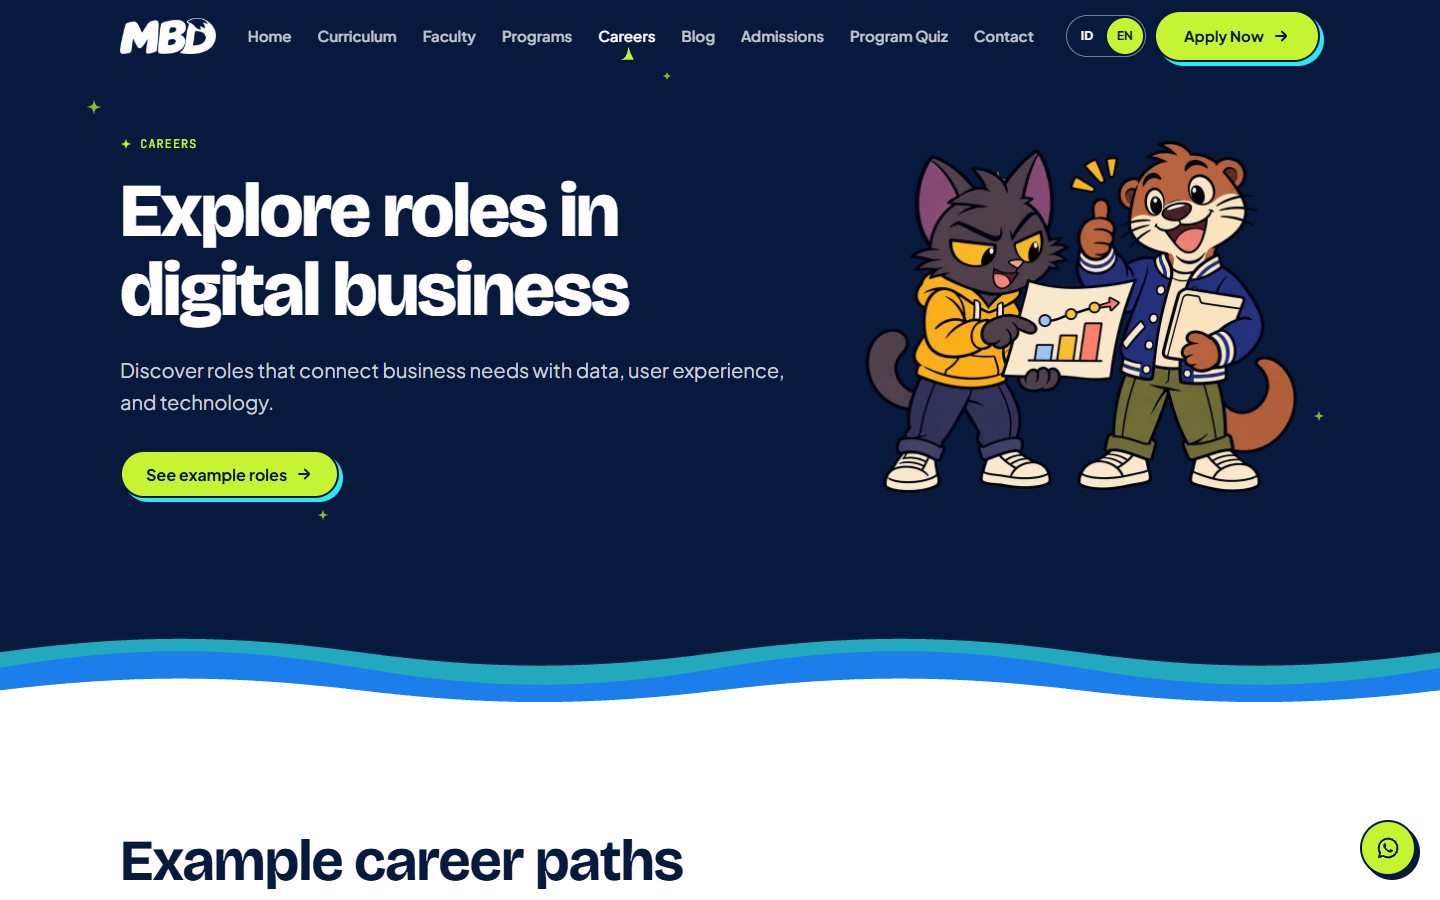 MBD
Home
Curriculum
Faculty
Programs
Careers
Blog
Admissions
Program Quiz
Contact
ID
EN
Apply Now
CAREERS
Explore roles in
digital business
Discover roles that connect business needs with data, user experience,
and technology.
See example roles
Example career paths